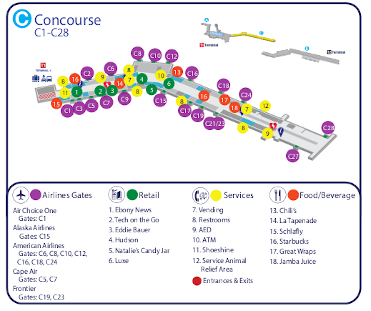 C Concourse
C1-C28
C8
C10
C12
C6
C2
C16
C18
C24
C1
C3
C5
C7
C9
C15
C17
C19
C21/23
C27
C28
Airlines Gates
Air Choice One
Gates: C1
Alaska Airlines
Gates: C15
American Airlines
Gates: C6, C8, C10, C12,
C16, C18, C24
Cape Air
Gates: C5, C7
Frontier
Gates: C19, C23
Retail
1. Ebony News
2. Tech on the Go
3. Eddie Bauer
4. Hudson
5. Natalie's Candy Jar
6. Luxe
Services
7. Vending
8. Restrooms
9. AED
10. ATM
11. Shoeshine
12. Service Animal
Relief Area
Entrances & Exits
Food/Beverage
13. Chili's
14. La Tapenade
15. Schlafly
16. Starbucks
17. Great Wraps
18. Jamba Juice